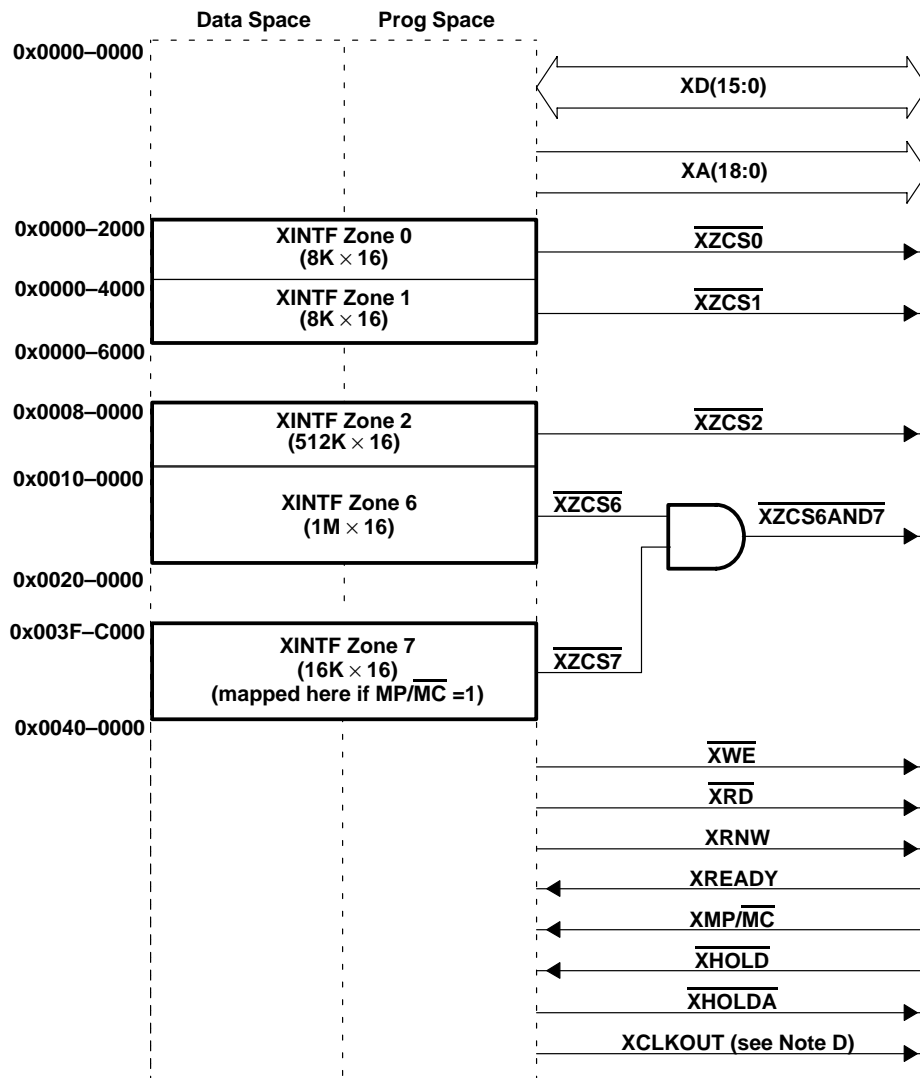 Data Space Prog Space
0x0000–0000
XD(15:0)
XA(18:0)
0x0000–2000
XINTF Zone 0
(8K × 16)
XZCS0
0x0000–4000
XINTF Zone 1
(8K × 16)
XZCS1
0x0000–6000
0x0008–0000
XINTF Zone 2
(512K × 16)
XZCS2
0x0010–0000
XINTF Zone 6
(1M × 16)
XZCS6
XZCS6AND7
0x0020–0000
0x003F–C000
XINTF Zone 7
(16K × 16)
(mapped here if MP/MC =1)
XZCS7
0x0040–0000
XWE
XRD
XRNW
XREADY
XMP/MC
XHOLD
XHOLDA
XCLKOUT (see Note D)